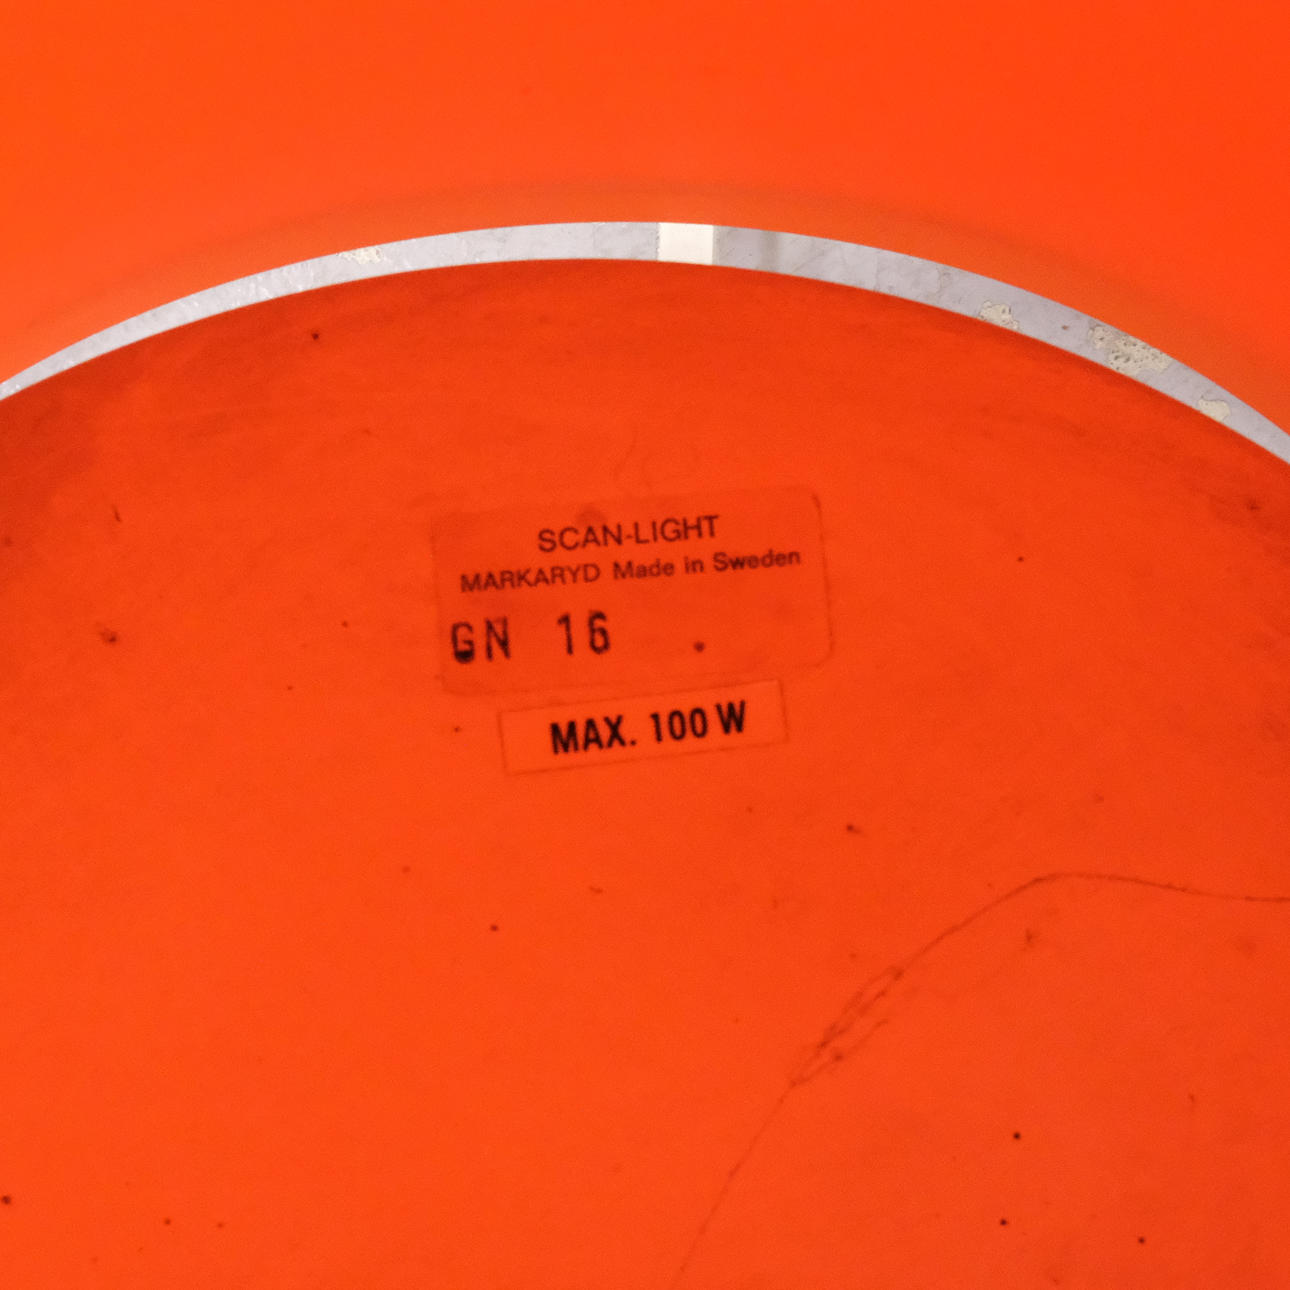 SCAN-LIGHT
MARKARYD Made in Sweden
GN 16
MAX. 100 W